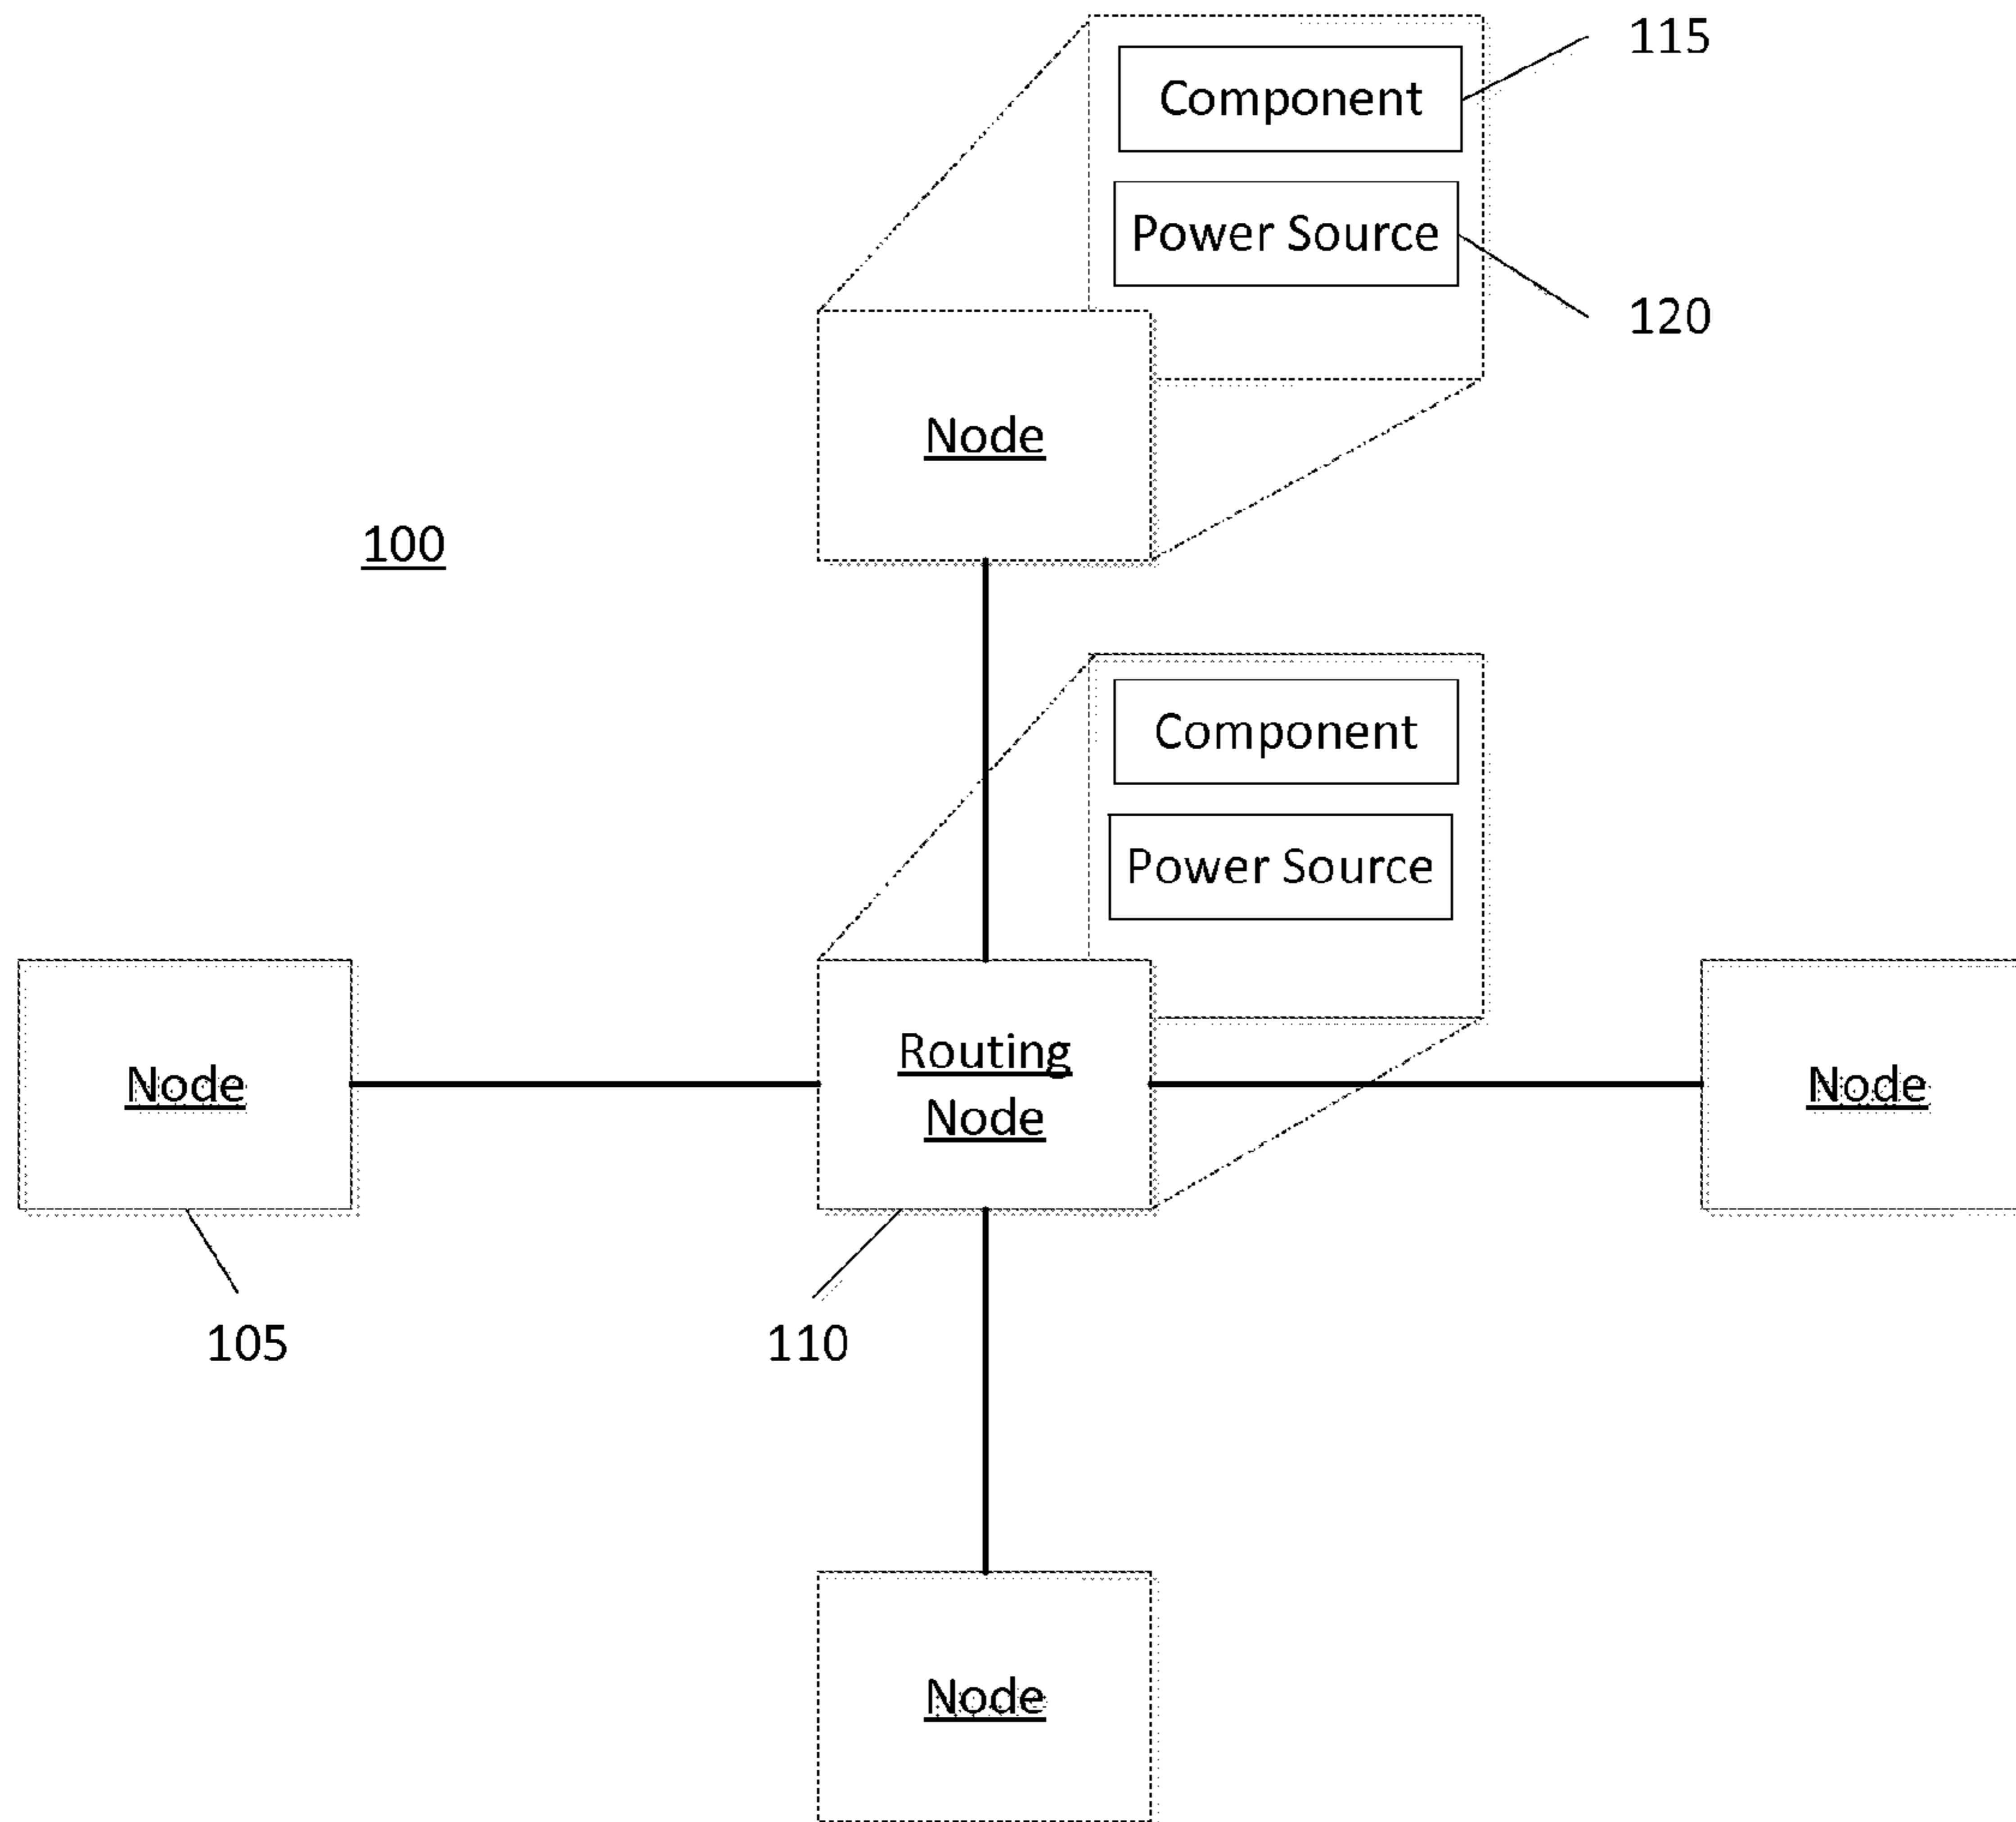 115
Component
Power Source
120
Node
100
Component
Power Source
Node
Routing
Node
Node
105
110
Node